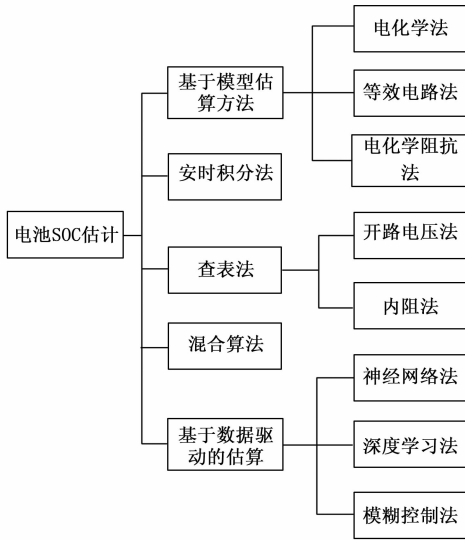 电化学法
基于模型估
算方法
等效电路法
电化学阻抗
法
安时积分法
电池SOC估计
开路电压法
查表法
内阻法
混合算法
神经网络法
基于数据驱
动的估算
深度学习法
模糊控制法